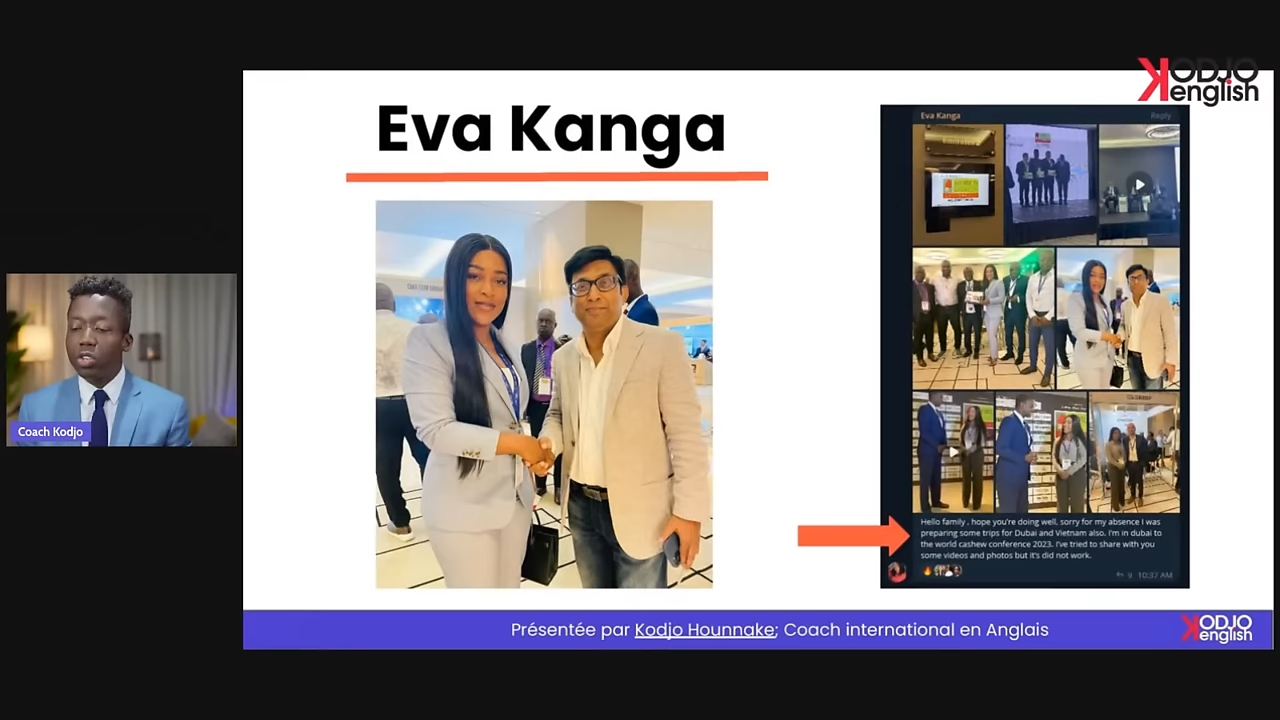 KODJO
english
Eva Kanga
Eva Kanga
Reply
Hello family , hope you're doing well, sorry for my absence I was
preparing some trips for Dubai and Vietnam also. I'm in dubai to
the world cashew conference 2023. I've tried to share with you
some videos and photos but it's did not work.
9 10:37 AM
Coach Kodjo
Présentée par Kodjo Hounnake; Coach international en Anglais
KODJO
english